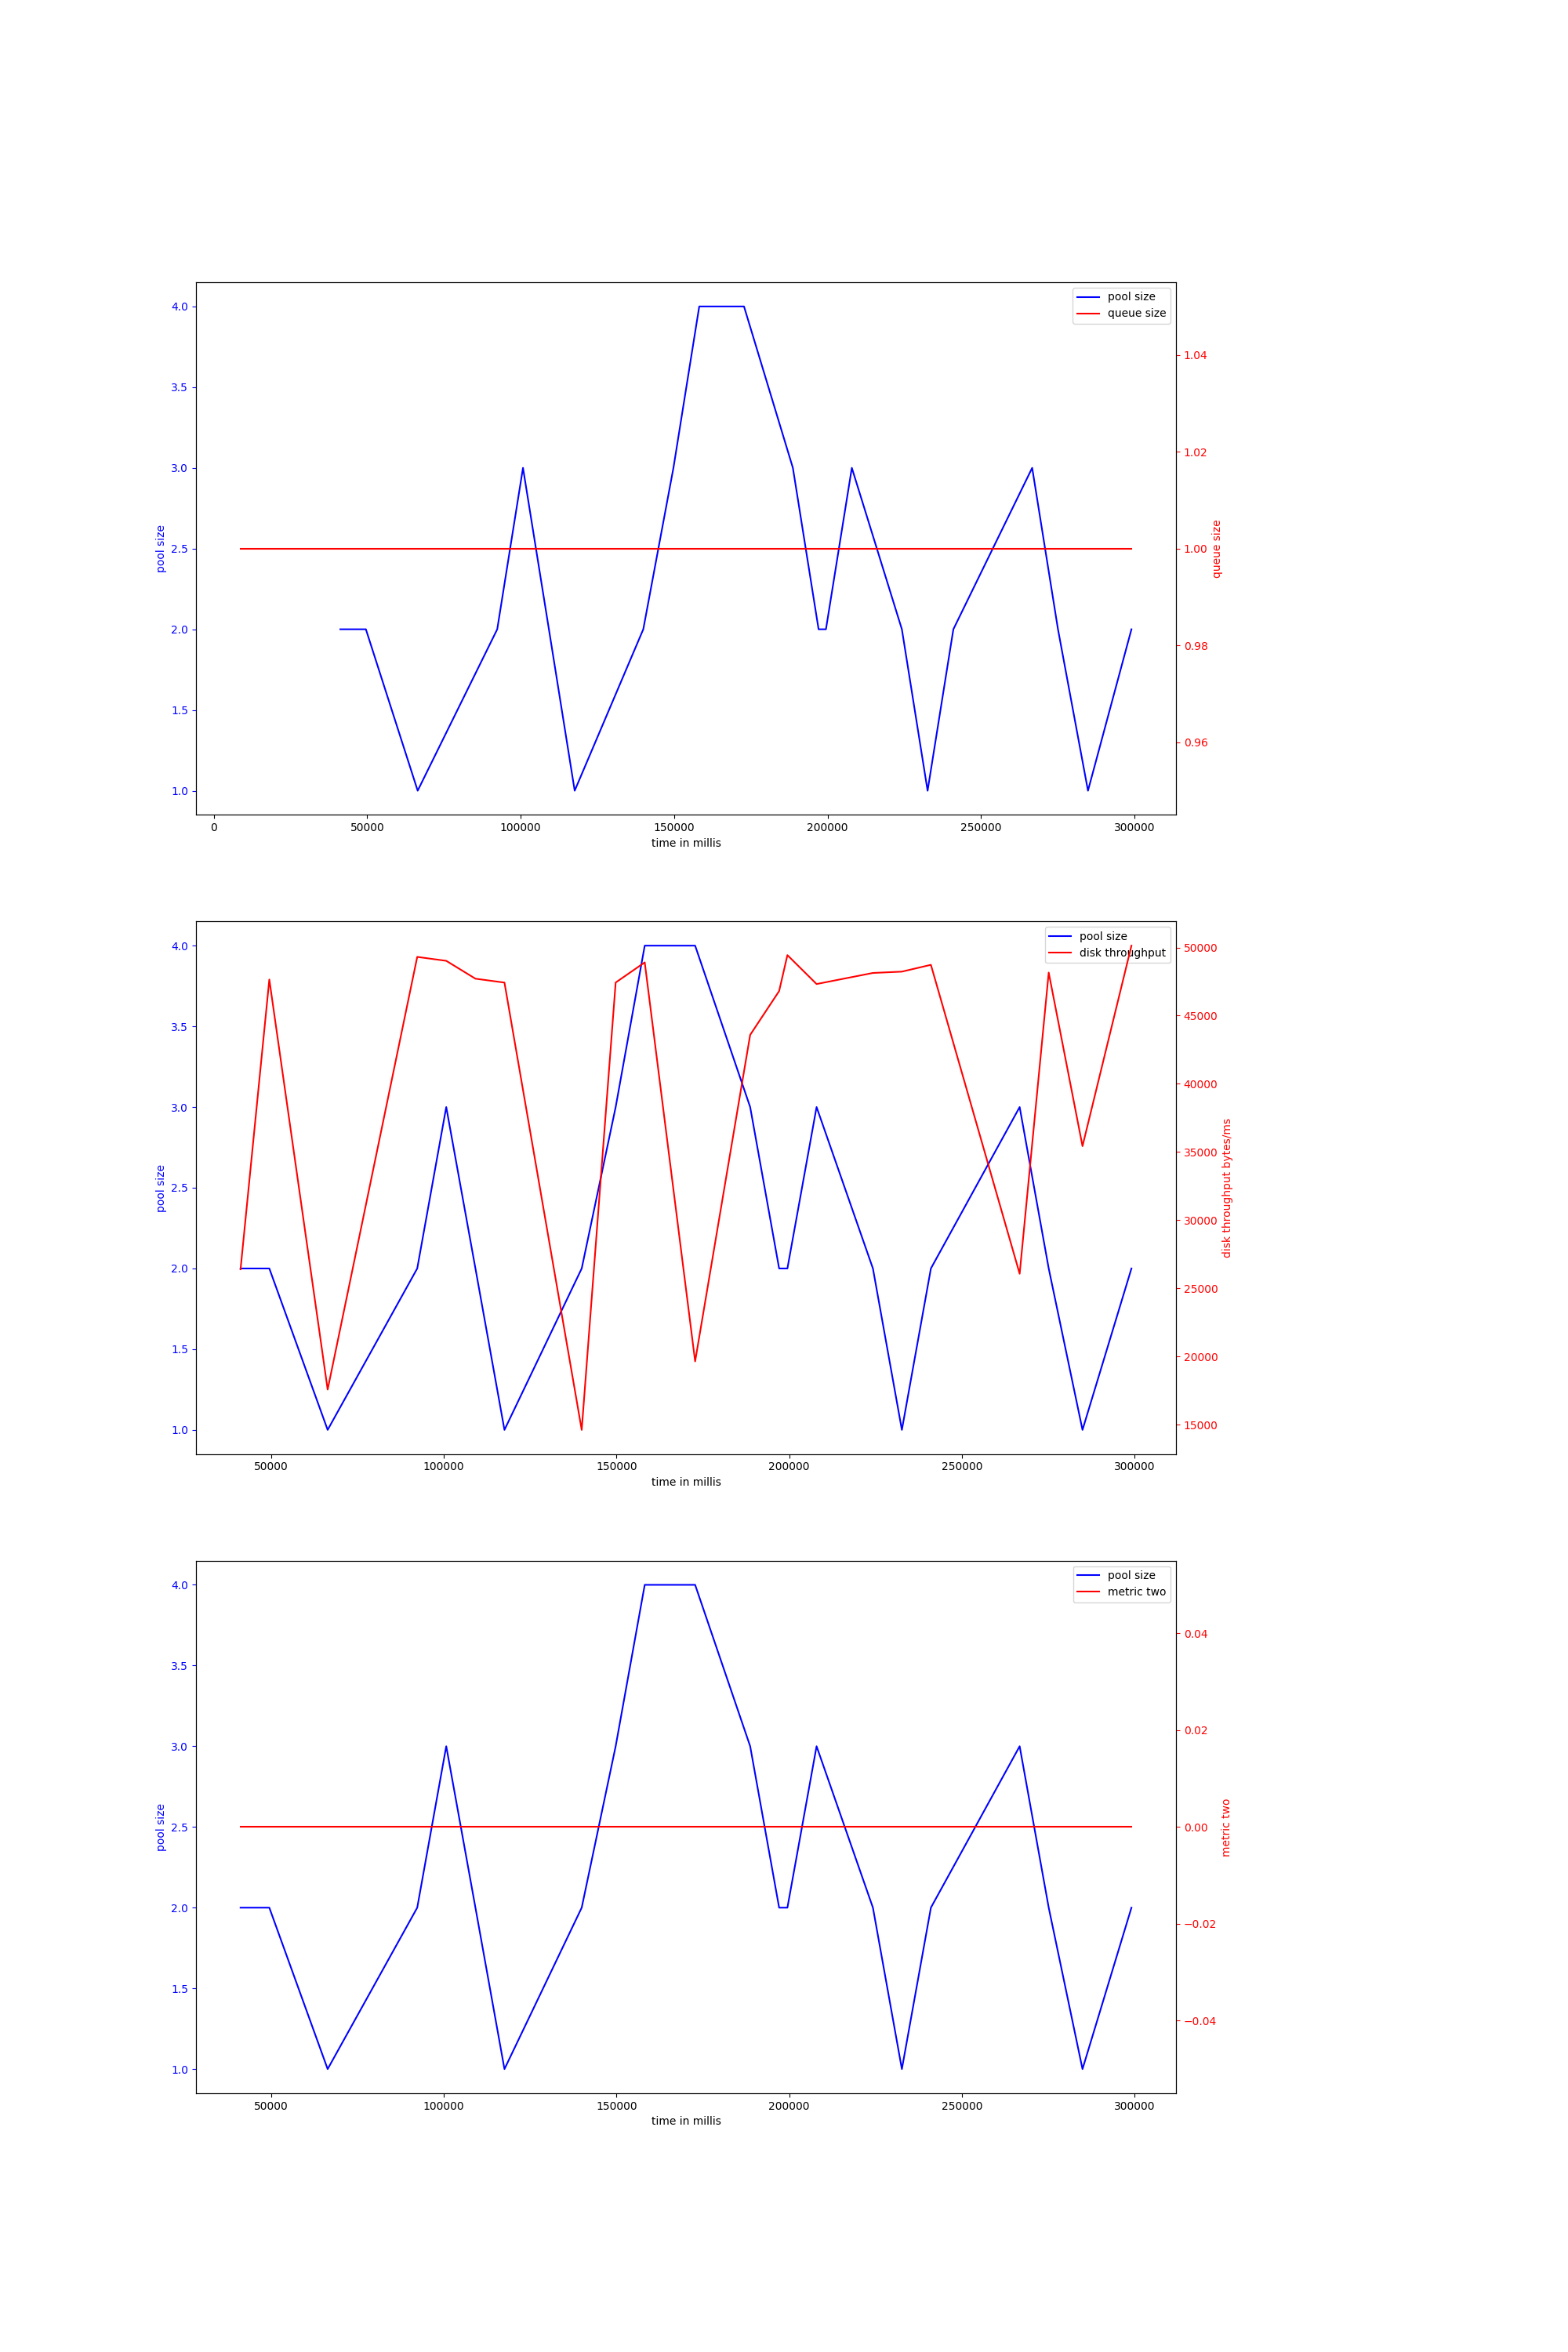 pool size
queue size
4.0
3.5
3.0
2.5
2.0
1.5
1.0
pool size
1.04
1.02
1.00
0.98
0.96
queue size
0 50000 100000 150000 200000 250000 300000
time in millis
pool size
disk throughput
4.0
3.5
3.0
2.5
2.0
1.5
1.0
pool size
50000
45000
40000
35000
30000
25000
20000
15000
disk throughput bytes/ms
50000 100000 150000 200000 250000 300000
time in millis
pool size
metric two
4.0
3.5
3.0
2.5
2.0
1.5
1.0
pool size
0.04
0.02
0.00
−0.02
−0.04
metric two
50000 100000 150000 200000 250000 300000
time in millis